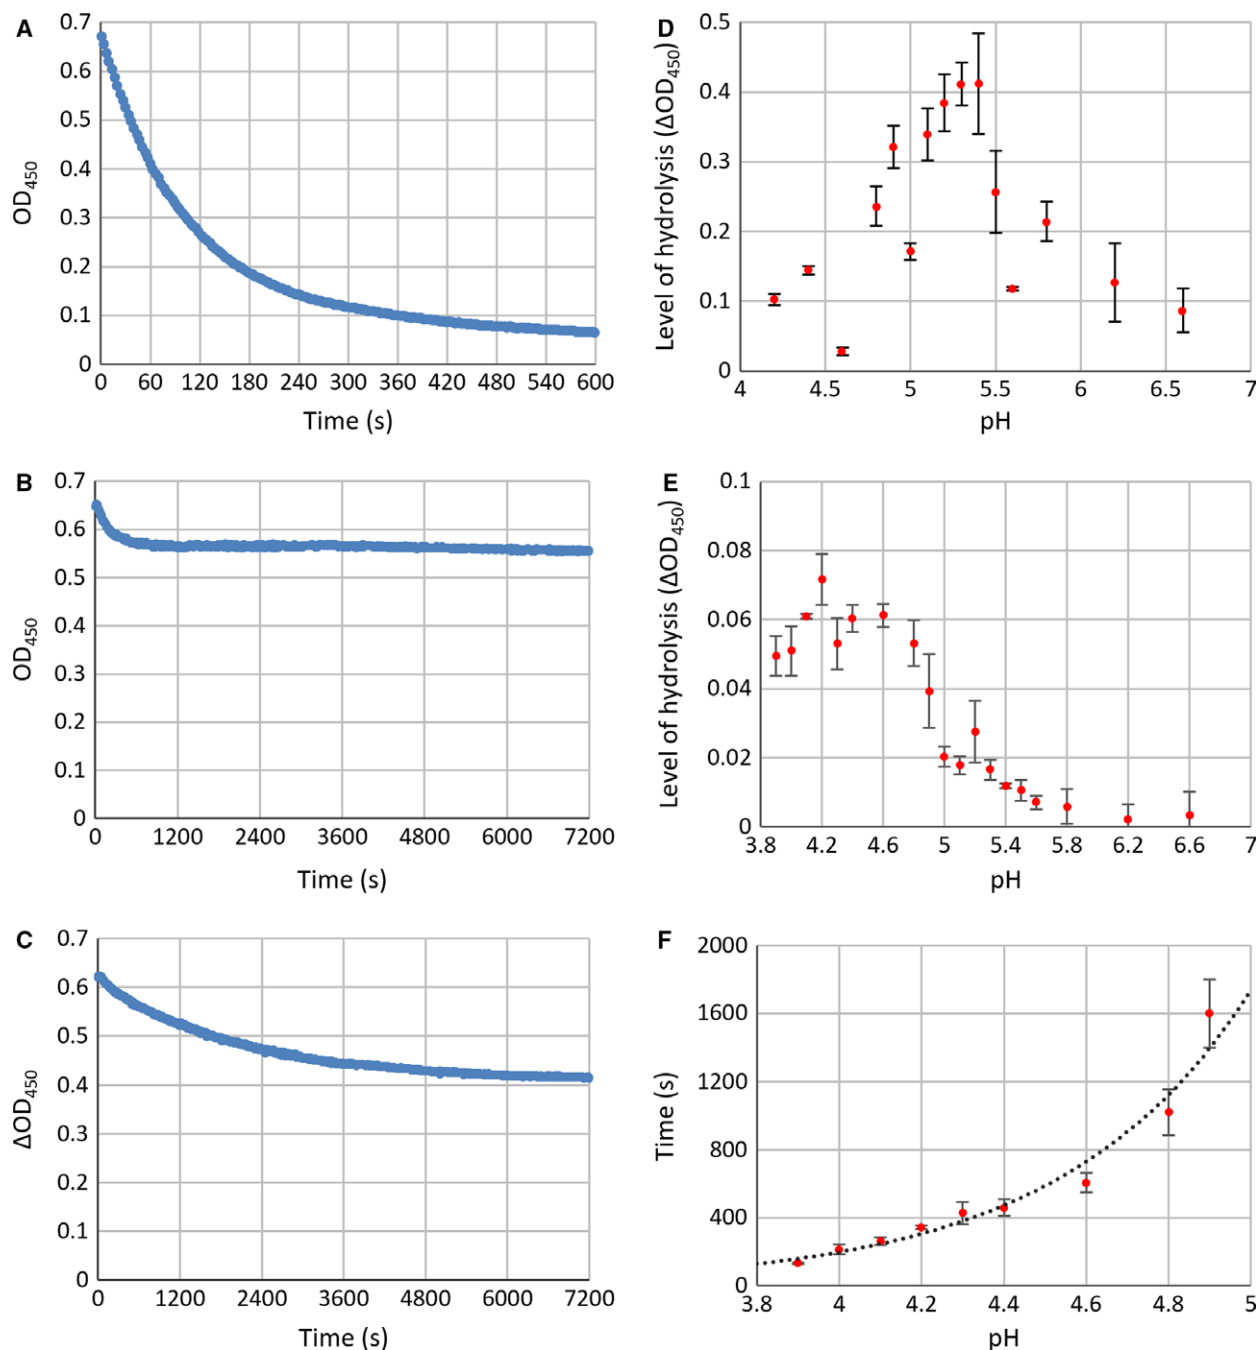 A
0.7
0.6
0.5
0.4
0.3
0.2
0.1
0
OD450
0 60 120 180 240 300 360 420 480 540 600
Time (s)
B
0.7
0.6
0.5
0.4
0.3
0.2
0.1
0
OD450
0 1200 2400 3600 4800 6000 7200
Time (s)
C
0.7
0.6
0.5
0.4
0.3
0.2
0.1
0
ΔOD450
0 1200 2400 3600 4800 6000 7200
Time (s)
D
0.5
0.4
0.3
0.2
0.1
0
Level of hydrolysis (ΔOD450)
4 4.5 5 5.5 6 6.5 7
pH
E
0.1
0.08
0.06
0.04
0.02
0
Level of hydrolysis (ΔOD450)
3.8 4.2 4.6 5 5.4 5.8 6.2 6.6 7
pH
F
2000
1600
1200
800
400
0
Time (s)
3.8 4 4.2 4.4 4.6 4.8 5
pH